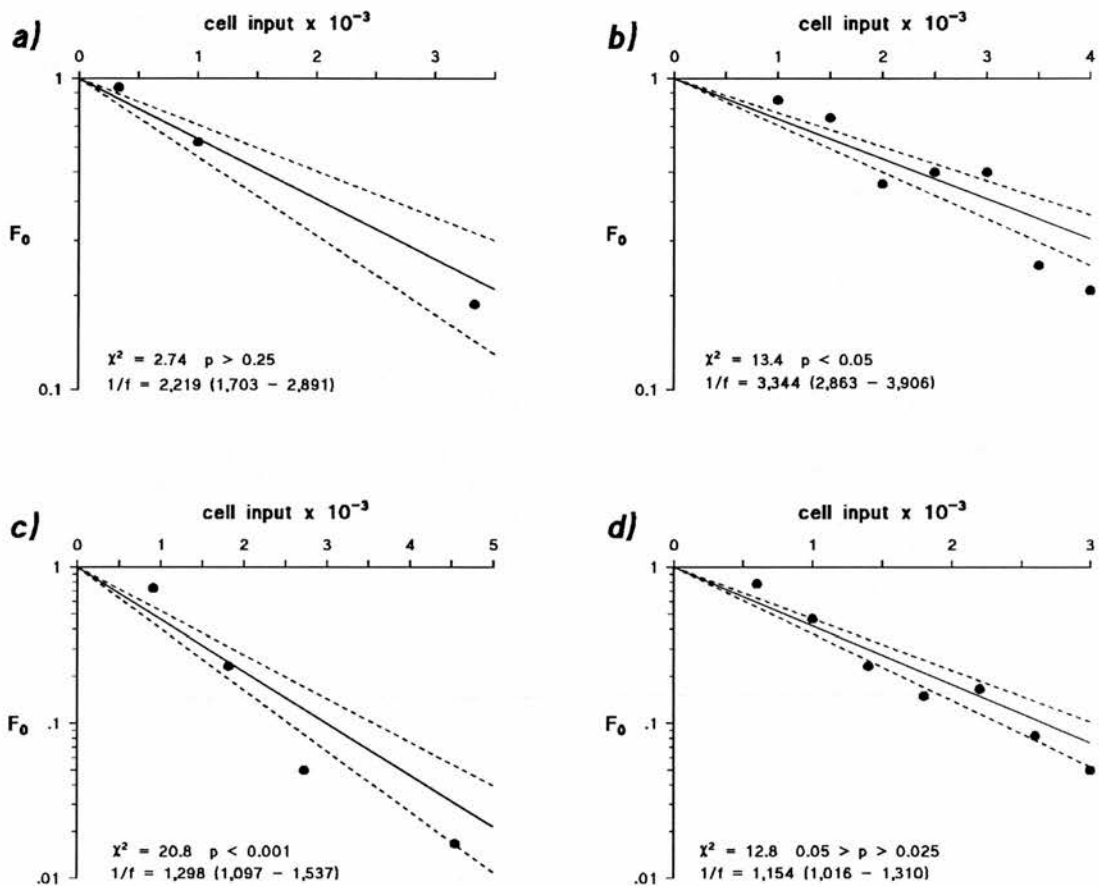 a)
cell input x 10⁻³
0 1 2 3
1
F₀
0.1
χ² = 2.74 p > 0.25
1/f = 2,219 (1,703 - 2,891)
b)
cell input x 10⁻³
0 1 2 3 4
1
F₀
0.1
χ² = 13.4 p < 0.05
1/f = 3,344 (2,863 - 3,906)
c)
cell input x 10⁻³
0 1 2 3 4 5
1
F₀
.1
.01
χ² = 20.8 p < 0.001
1/f = 1,298 (1,097 - 1,537)
d)
cell input x 10⁻³
0 1 2 3
1
F₀
.1
.01
χ² = 12.8 0.05 > p > 0.025
1/f = 1,154 (1,016 - 1,310)